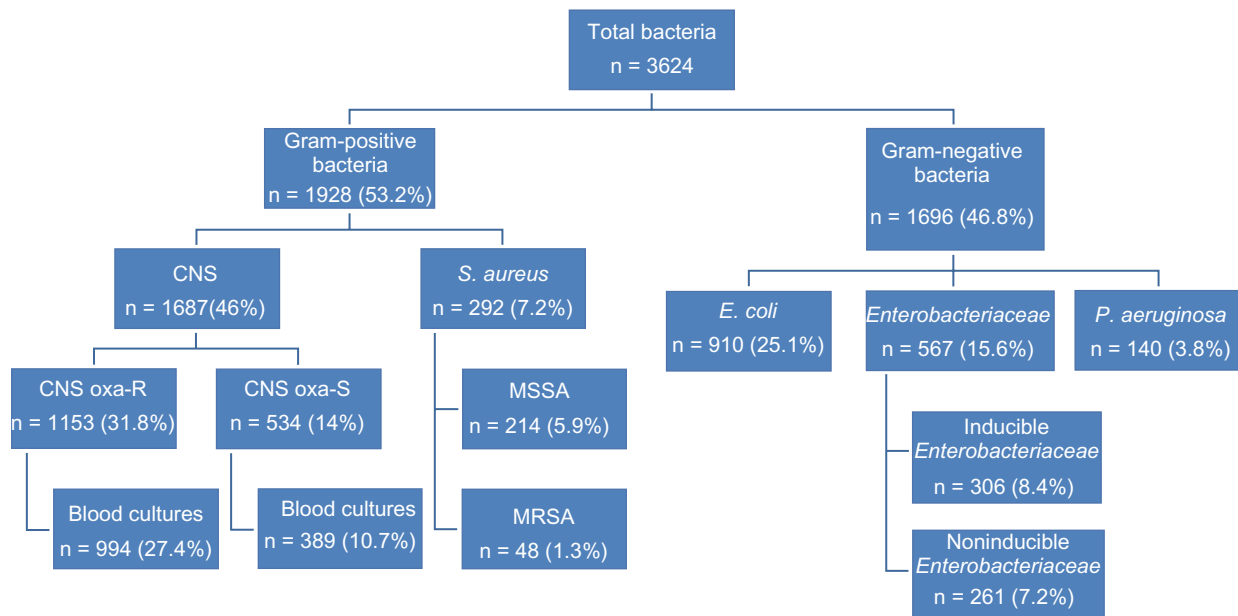 Total bacteria
n = 3624
Gram-positive
bacteria
n = 1928 (53.2%)
Gram-negative
bacteria
n = 1696 (46.8%)
CNS
n = 1687(46%)
S. aureus
n = 292 (7.2%)
E. coli
n = 910 (25.1%)
Enterobacteriaceae
n = 567 (15.6%)
P. aeruginosa
n = 140 (3.8%)
CNS oxa-R
n = 1153 (31.8%)
CNS oxa-S
n = 534 (14%)
MSSA
n = 214 (5.9%)
Inducible
Enterobacteriaceae
n = 306 (8.4%)
Blood cultures
n = 994 (27.4%)
Blood cultures
n = 389 (10.7%)
MRSA
n = 48 (1.3%)
Noninducible
Enterobacteriaceae
n = 261 (7.2%)